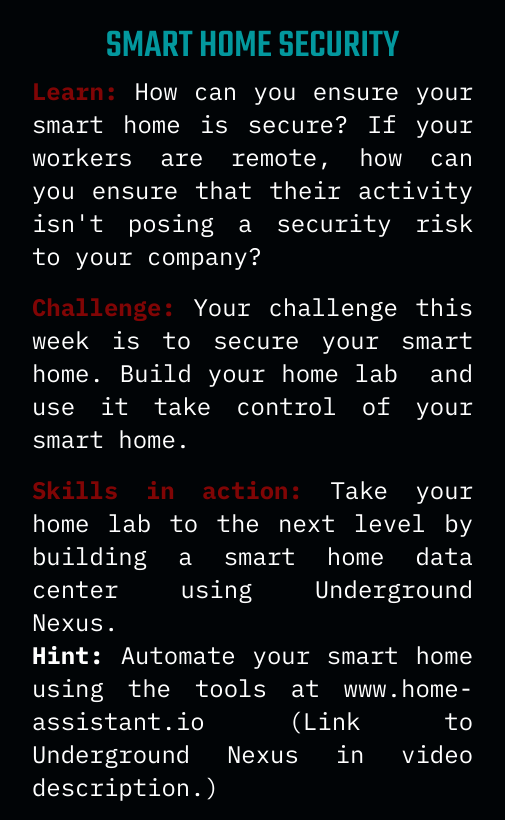 SMART HOME SECURITY
Learn: How can you ensure your
smart home is secure? If your
workers are remote, how can
you ensure that their activity
isn't posing a security risk
to your company?
Challenge: Your challenge this
week is to secure your smart
home. Build your home lab and
use it take control of your
smart home.
Skills in action: Take your
home lab to the next level by
building a smart home data
center using Underground
Nexus.
Hint: Automate your smart home
using the tools at www.home-
assistant.io (Link to
Underground Nexus in video
description.)